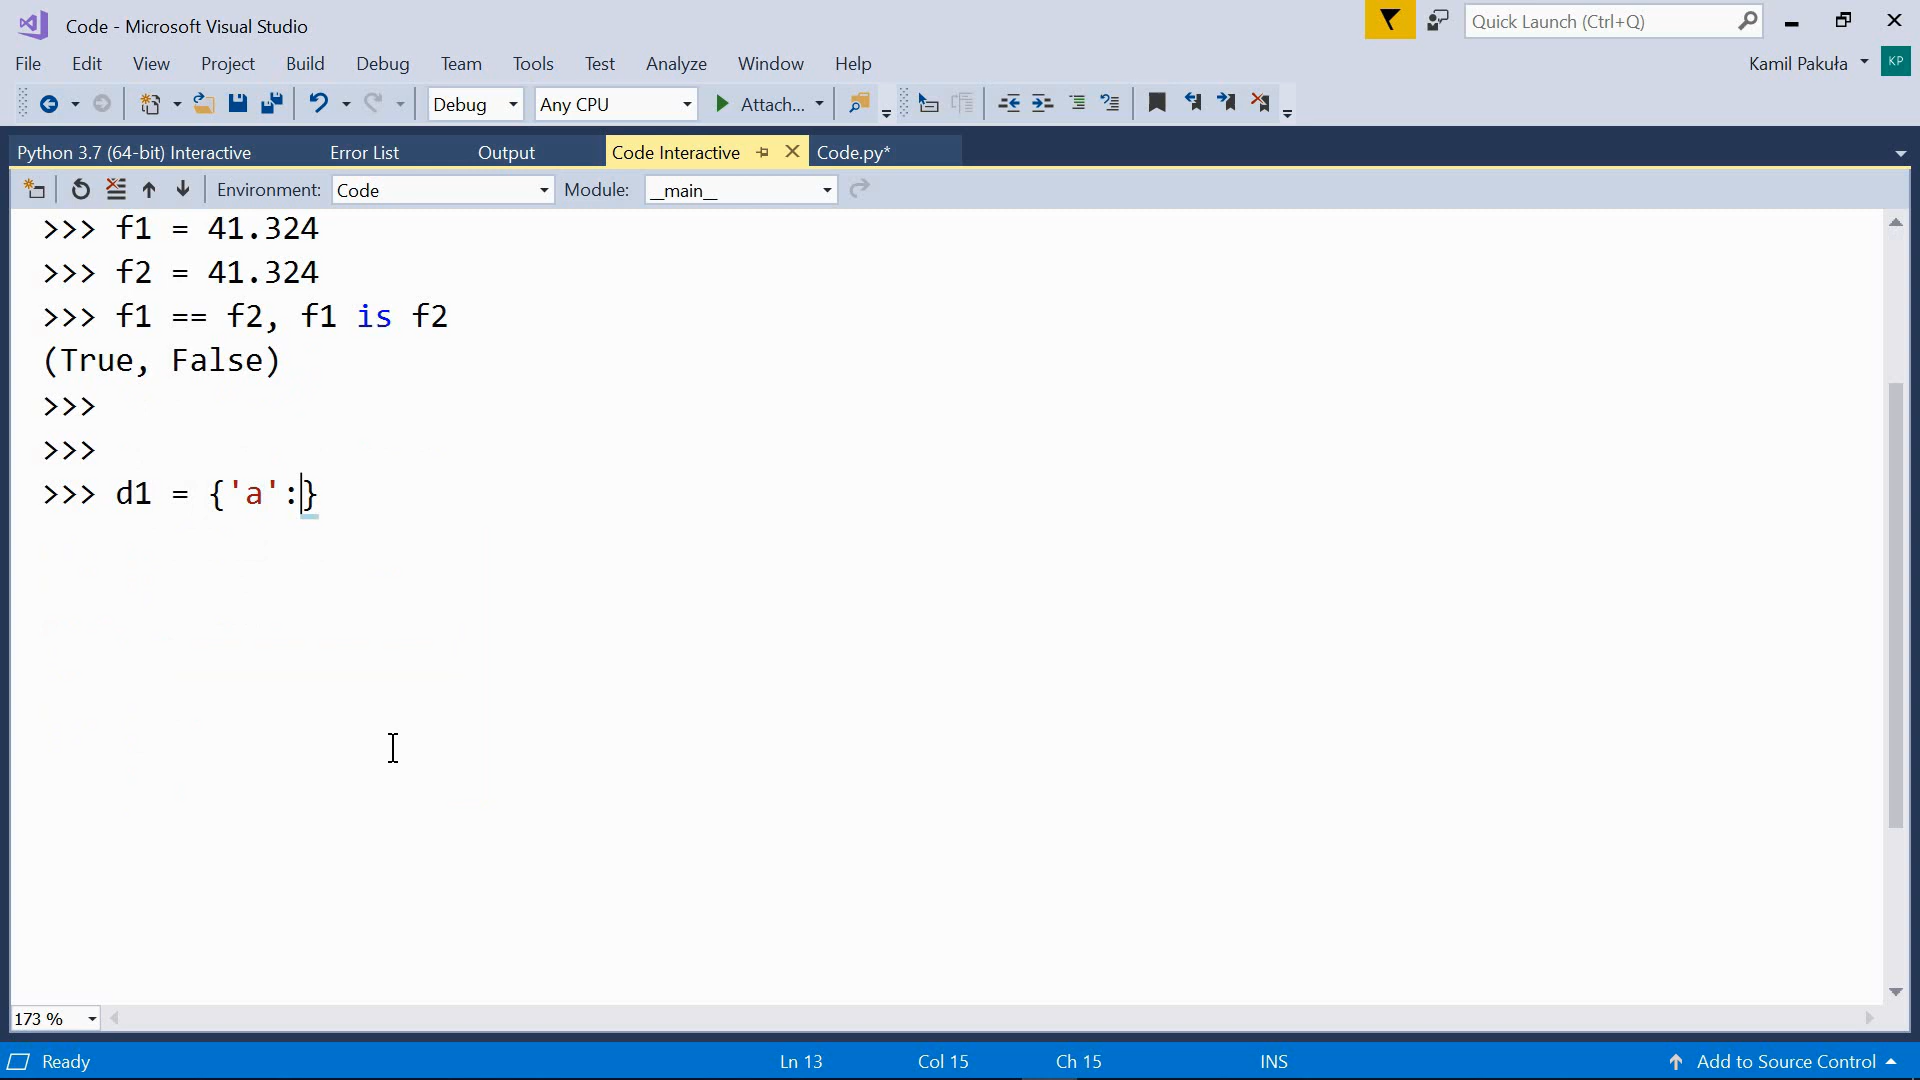 Code - Microsoft Visual Studio
Quick Launch (Ctrl+Q)
File Edit View Project Build Debug Team Tools Test Analyze Window Help
Kamil Pakuła KP
Debug Any CPU Attach...
Python 3.7 (64-bit) Interactive Error List Output Code Interactive Code.py*
Environment: Code Module: __main__
>>> f1 = 41.324
>>> f2 = 41.324
>>> f1 == f2, f1 is f2
(True, False)
>>>
>>>
>>> d1 = {'a':}
173 %
Ready Ln 13 Col 15 Ch 15 INS Add to Source Control